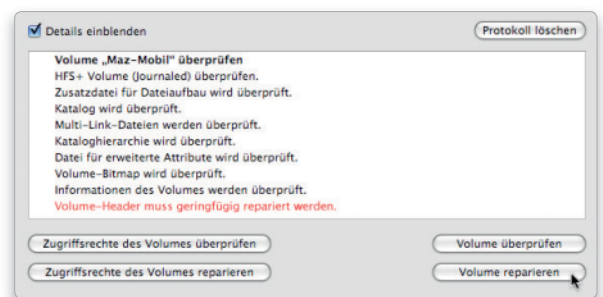 Details einblenden
Protokoll löschen
Volume „Maz-Mobil“ überprüfen
HFS+ Volume (Journaled) überprüfen.
Zusatzdatei für Dateiaufbau wird überprüft.
Katalog wird überprüft.
Multi-Link-Dateien werden überprüft.
Kataloghierarchie wird überprüft.
Datei für erweiterte Attribute wird überprüft.
Volume-Bitmap wird überprüft.
Informationen des Volumes werden überprüft.
Volume-Header muss geringfügig repariert werden.
Zugriffsrechte des Volumes überprüfen
Volume überprüfen
Zugriffsrechte des Volumes reparieren
Volume reparieren